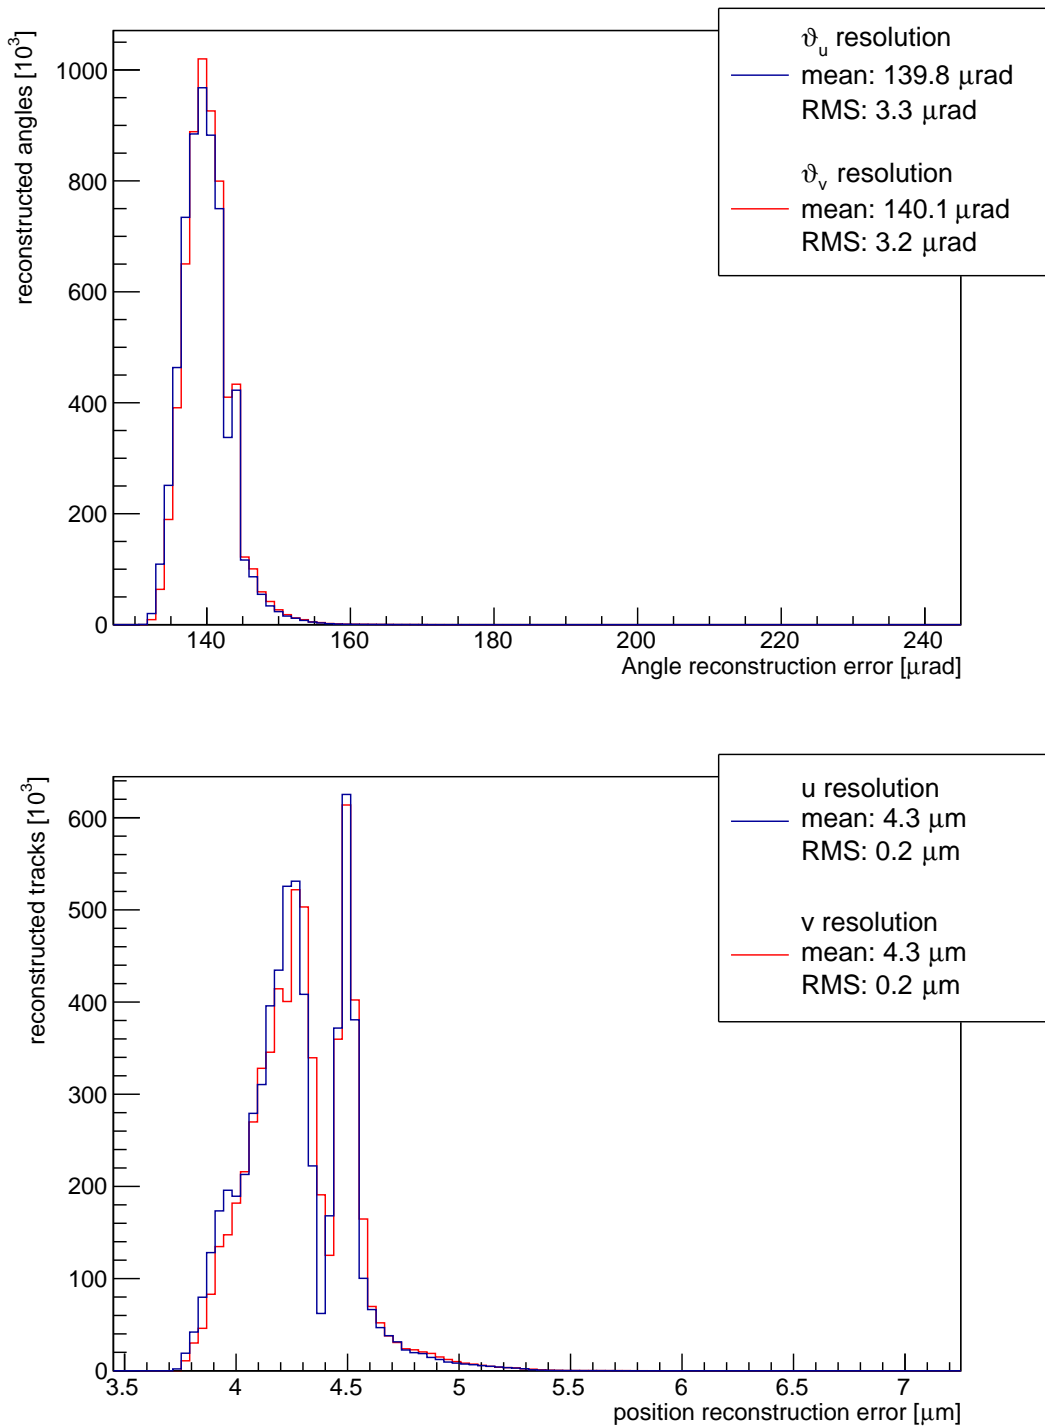 ϑu resolution
mean: 139.8 μrad
RMS: 3.3 μrad
ϑv resolution
mean: 140.1 μrad
RMS: 3.2 μrad
reconstructed angles [10³]
1000
800
600
400
200
0
140 160 180 200 220 240
Angle reconstruction error [μrad]
u resolution
mean: 4.3 μm
RMS: 0.2 μm
v resolution
mean: 4.3 μm
RMS: 0.2 μm
reconstructed tracks [10³]
600
500
400
300
200
100
0
3.5 4 4.5 5 5.5 6 6.5 7
position reconstruction error [μm]